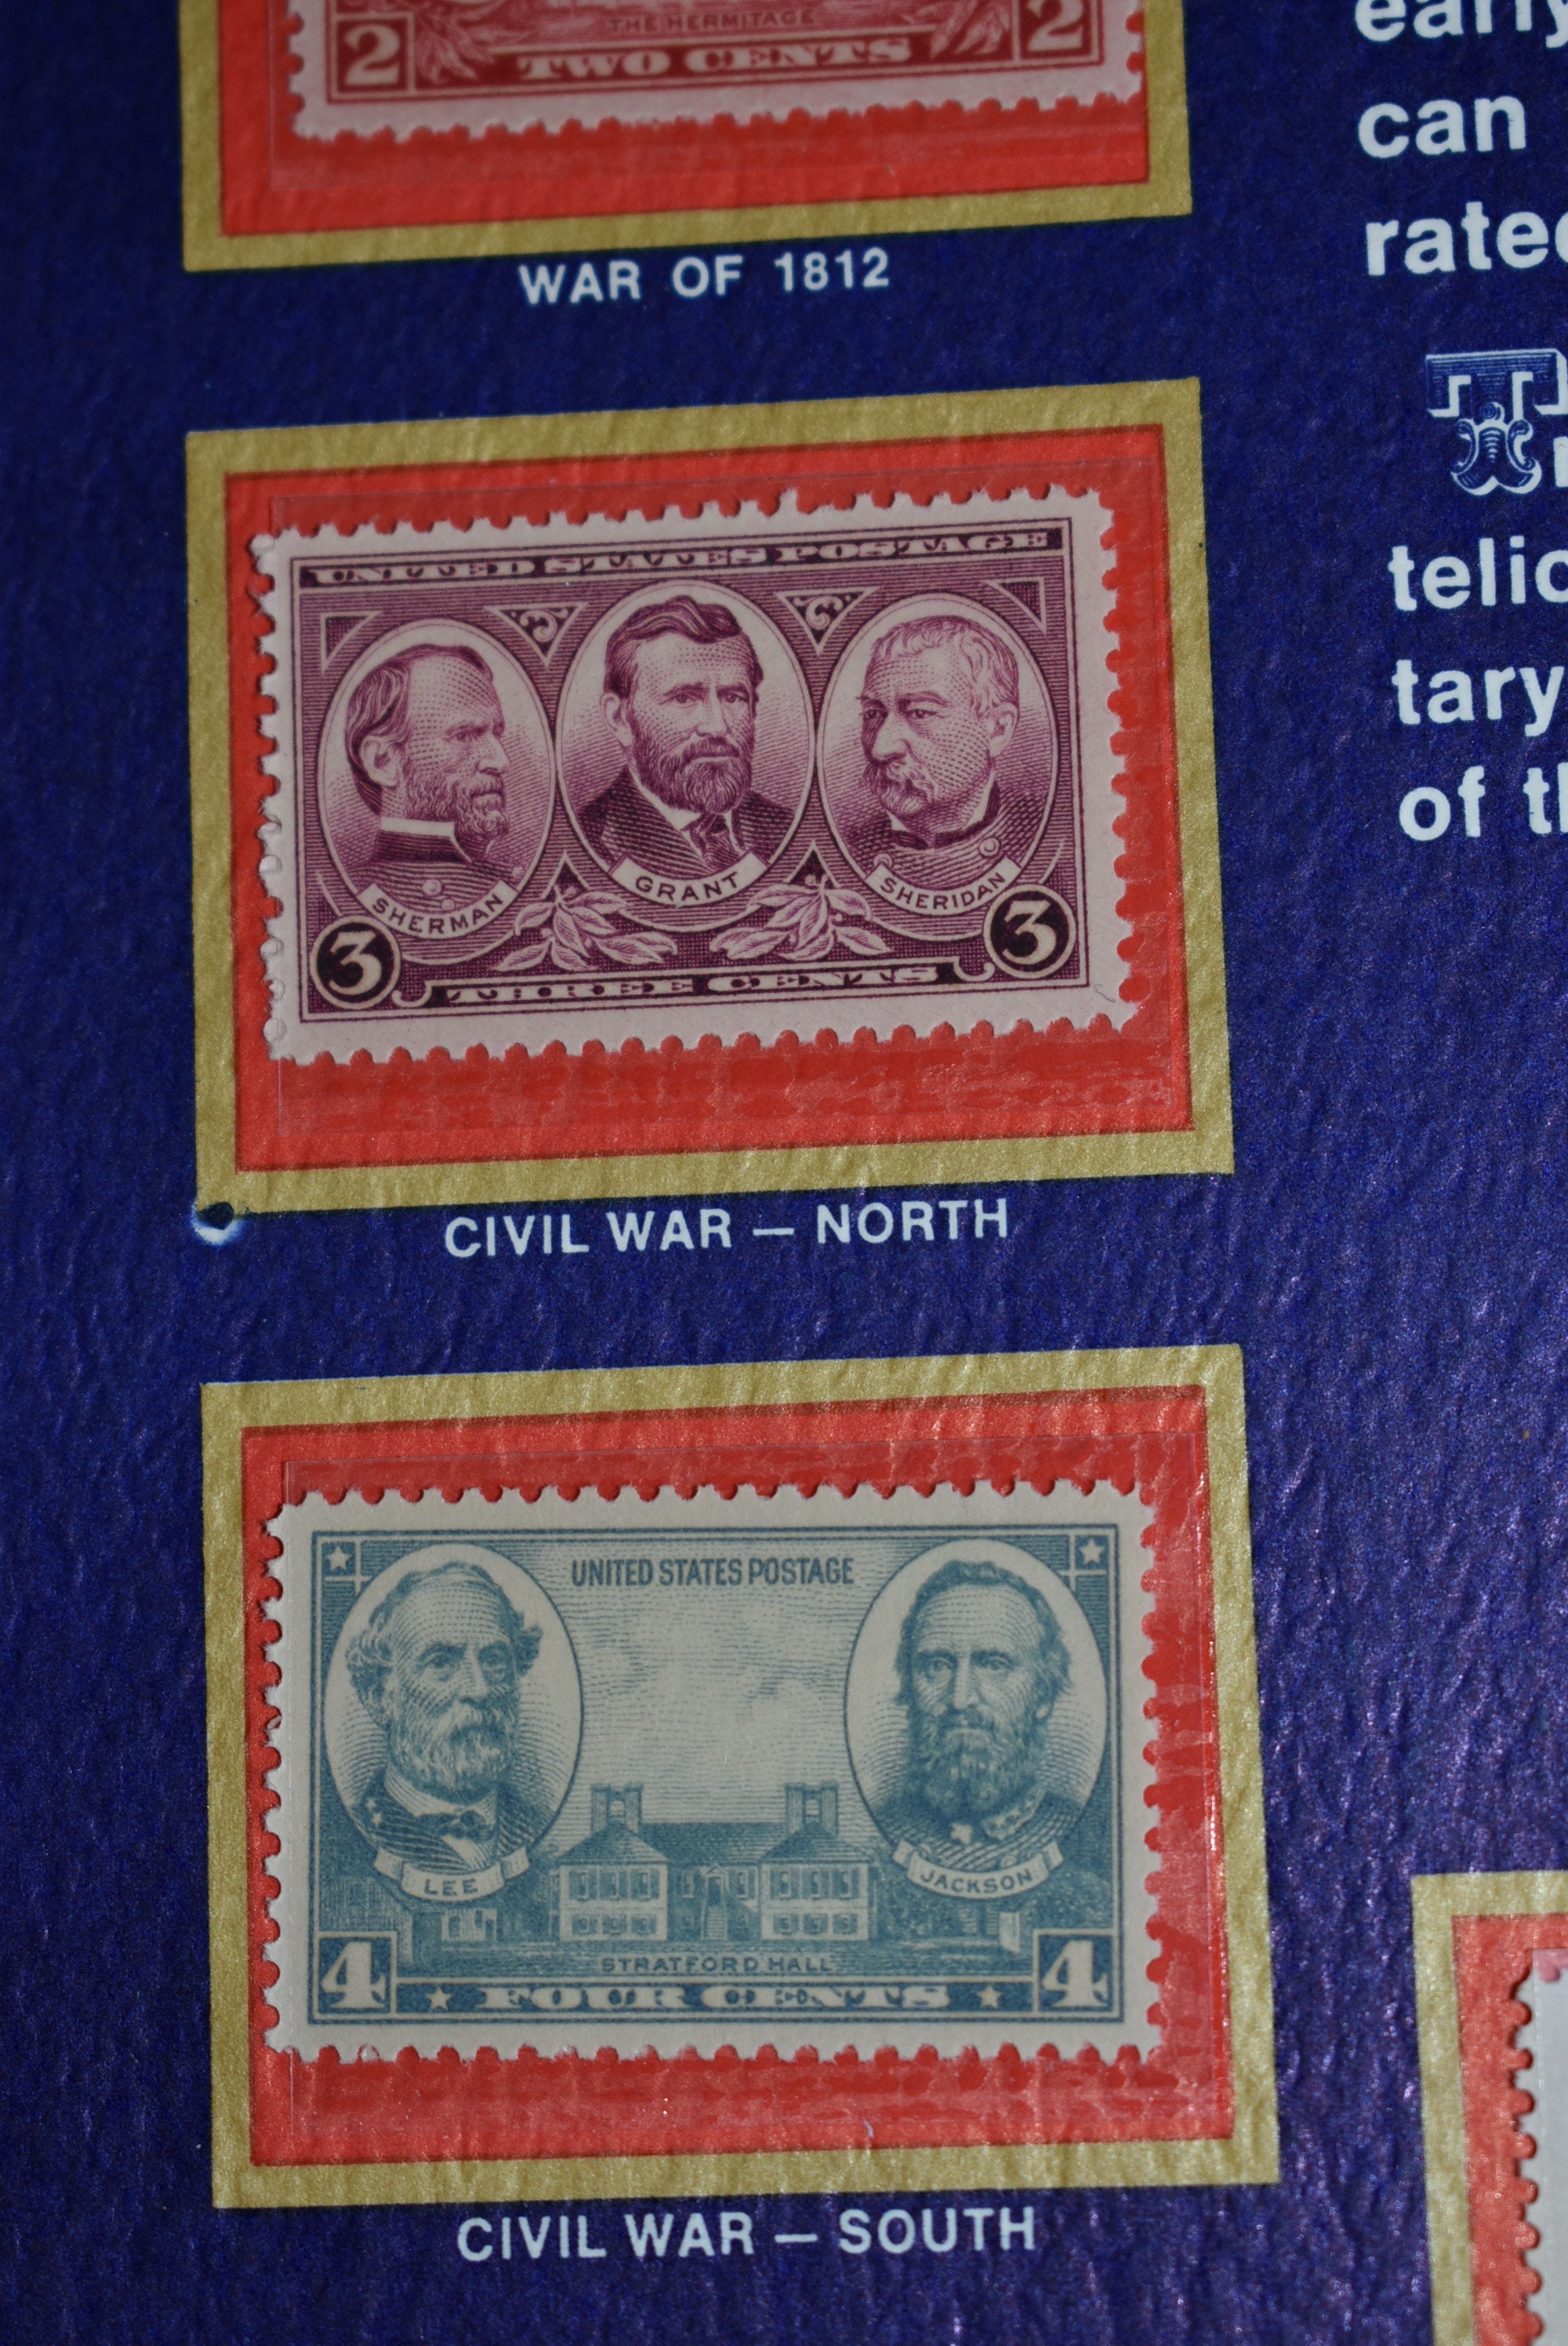 THE HERMITAGE
2 TWO CENTS 2
WAR OF 1812
UNITED STATES POSTAGE
SHERMAN GRANT SHERIDAN
3 THREE CENTS 3
CIVIL WAR — NORTH
UNITED STATES POSTAGE
LEE JACKSON
STRATFORD HALL
4 FOUR CENTS 4
CIVIL WAR — SOUTH
early
can
rated
T
telic
tary
of th